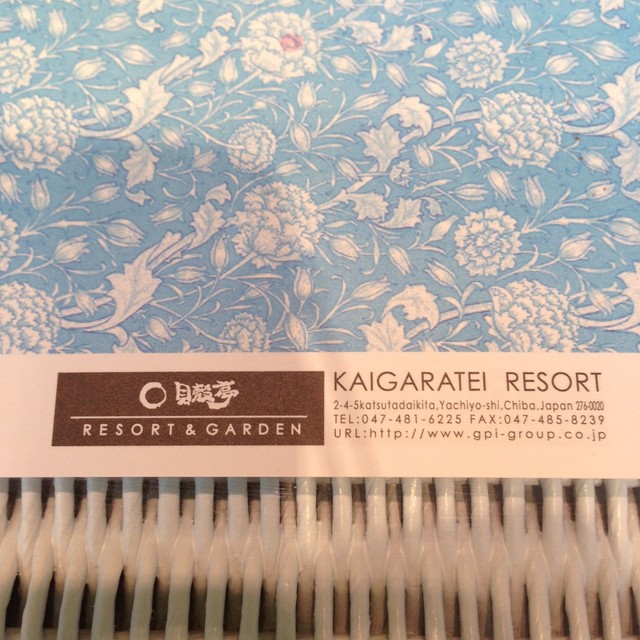 貝殻亭
RESORT & GARDEN
KAIGARATEI RESORT
2-4-5katsutadaikita,Yachiyo-shi,Chiba.Japan 276-0020
TEL:047-481-6225 FAX:047-485-8239
URL:http://www.gpi-group.co.jp